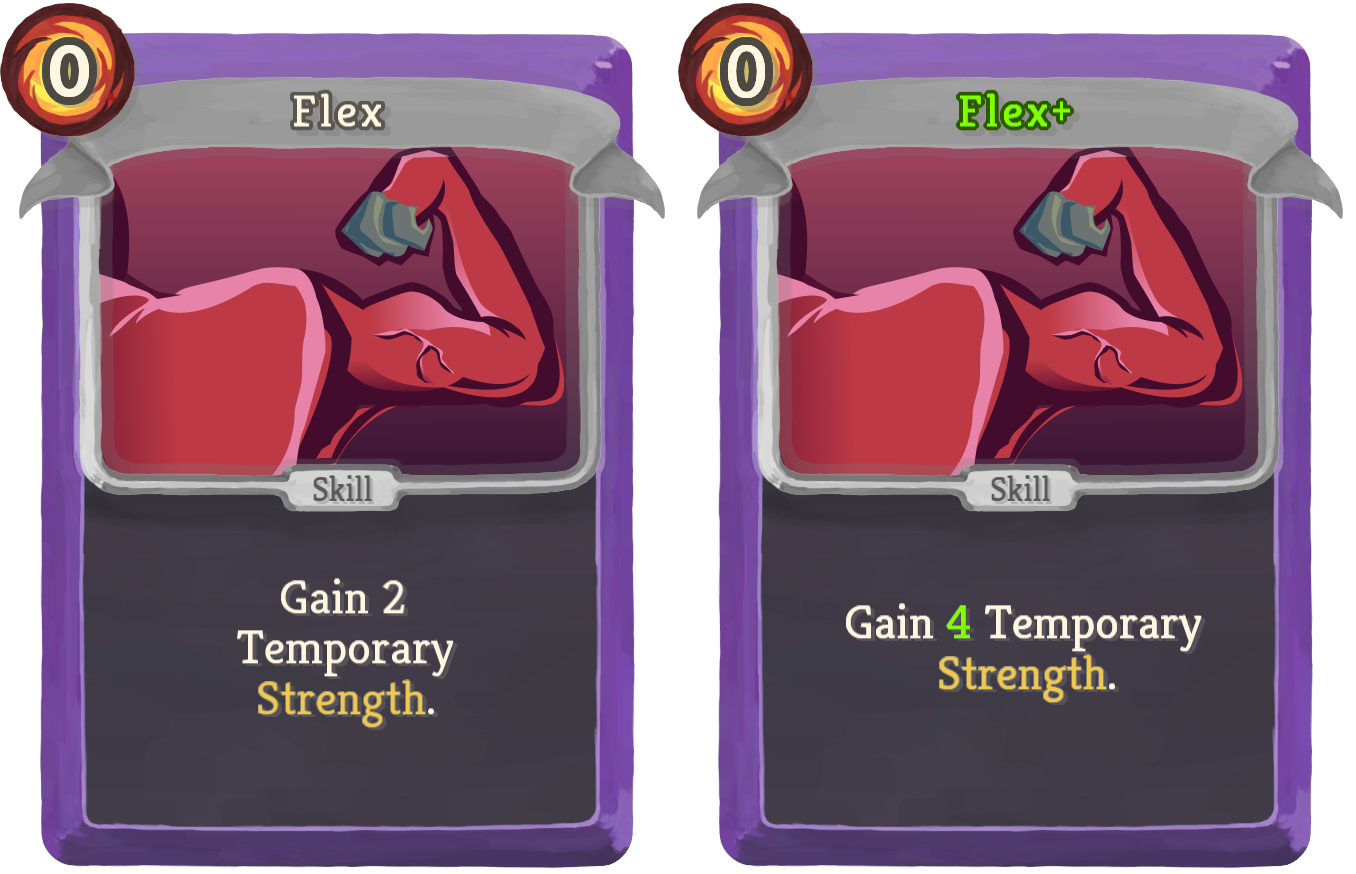 0
Flex
Skill
Gain 2
Temporary
Strength.
0
Flex+
Skill
Gain 4 Temporary
Strength.